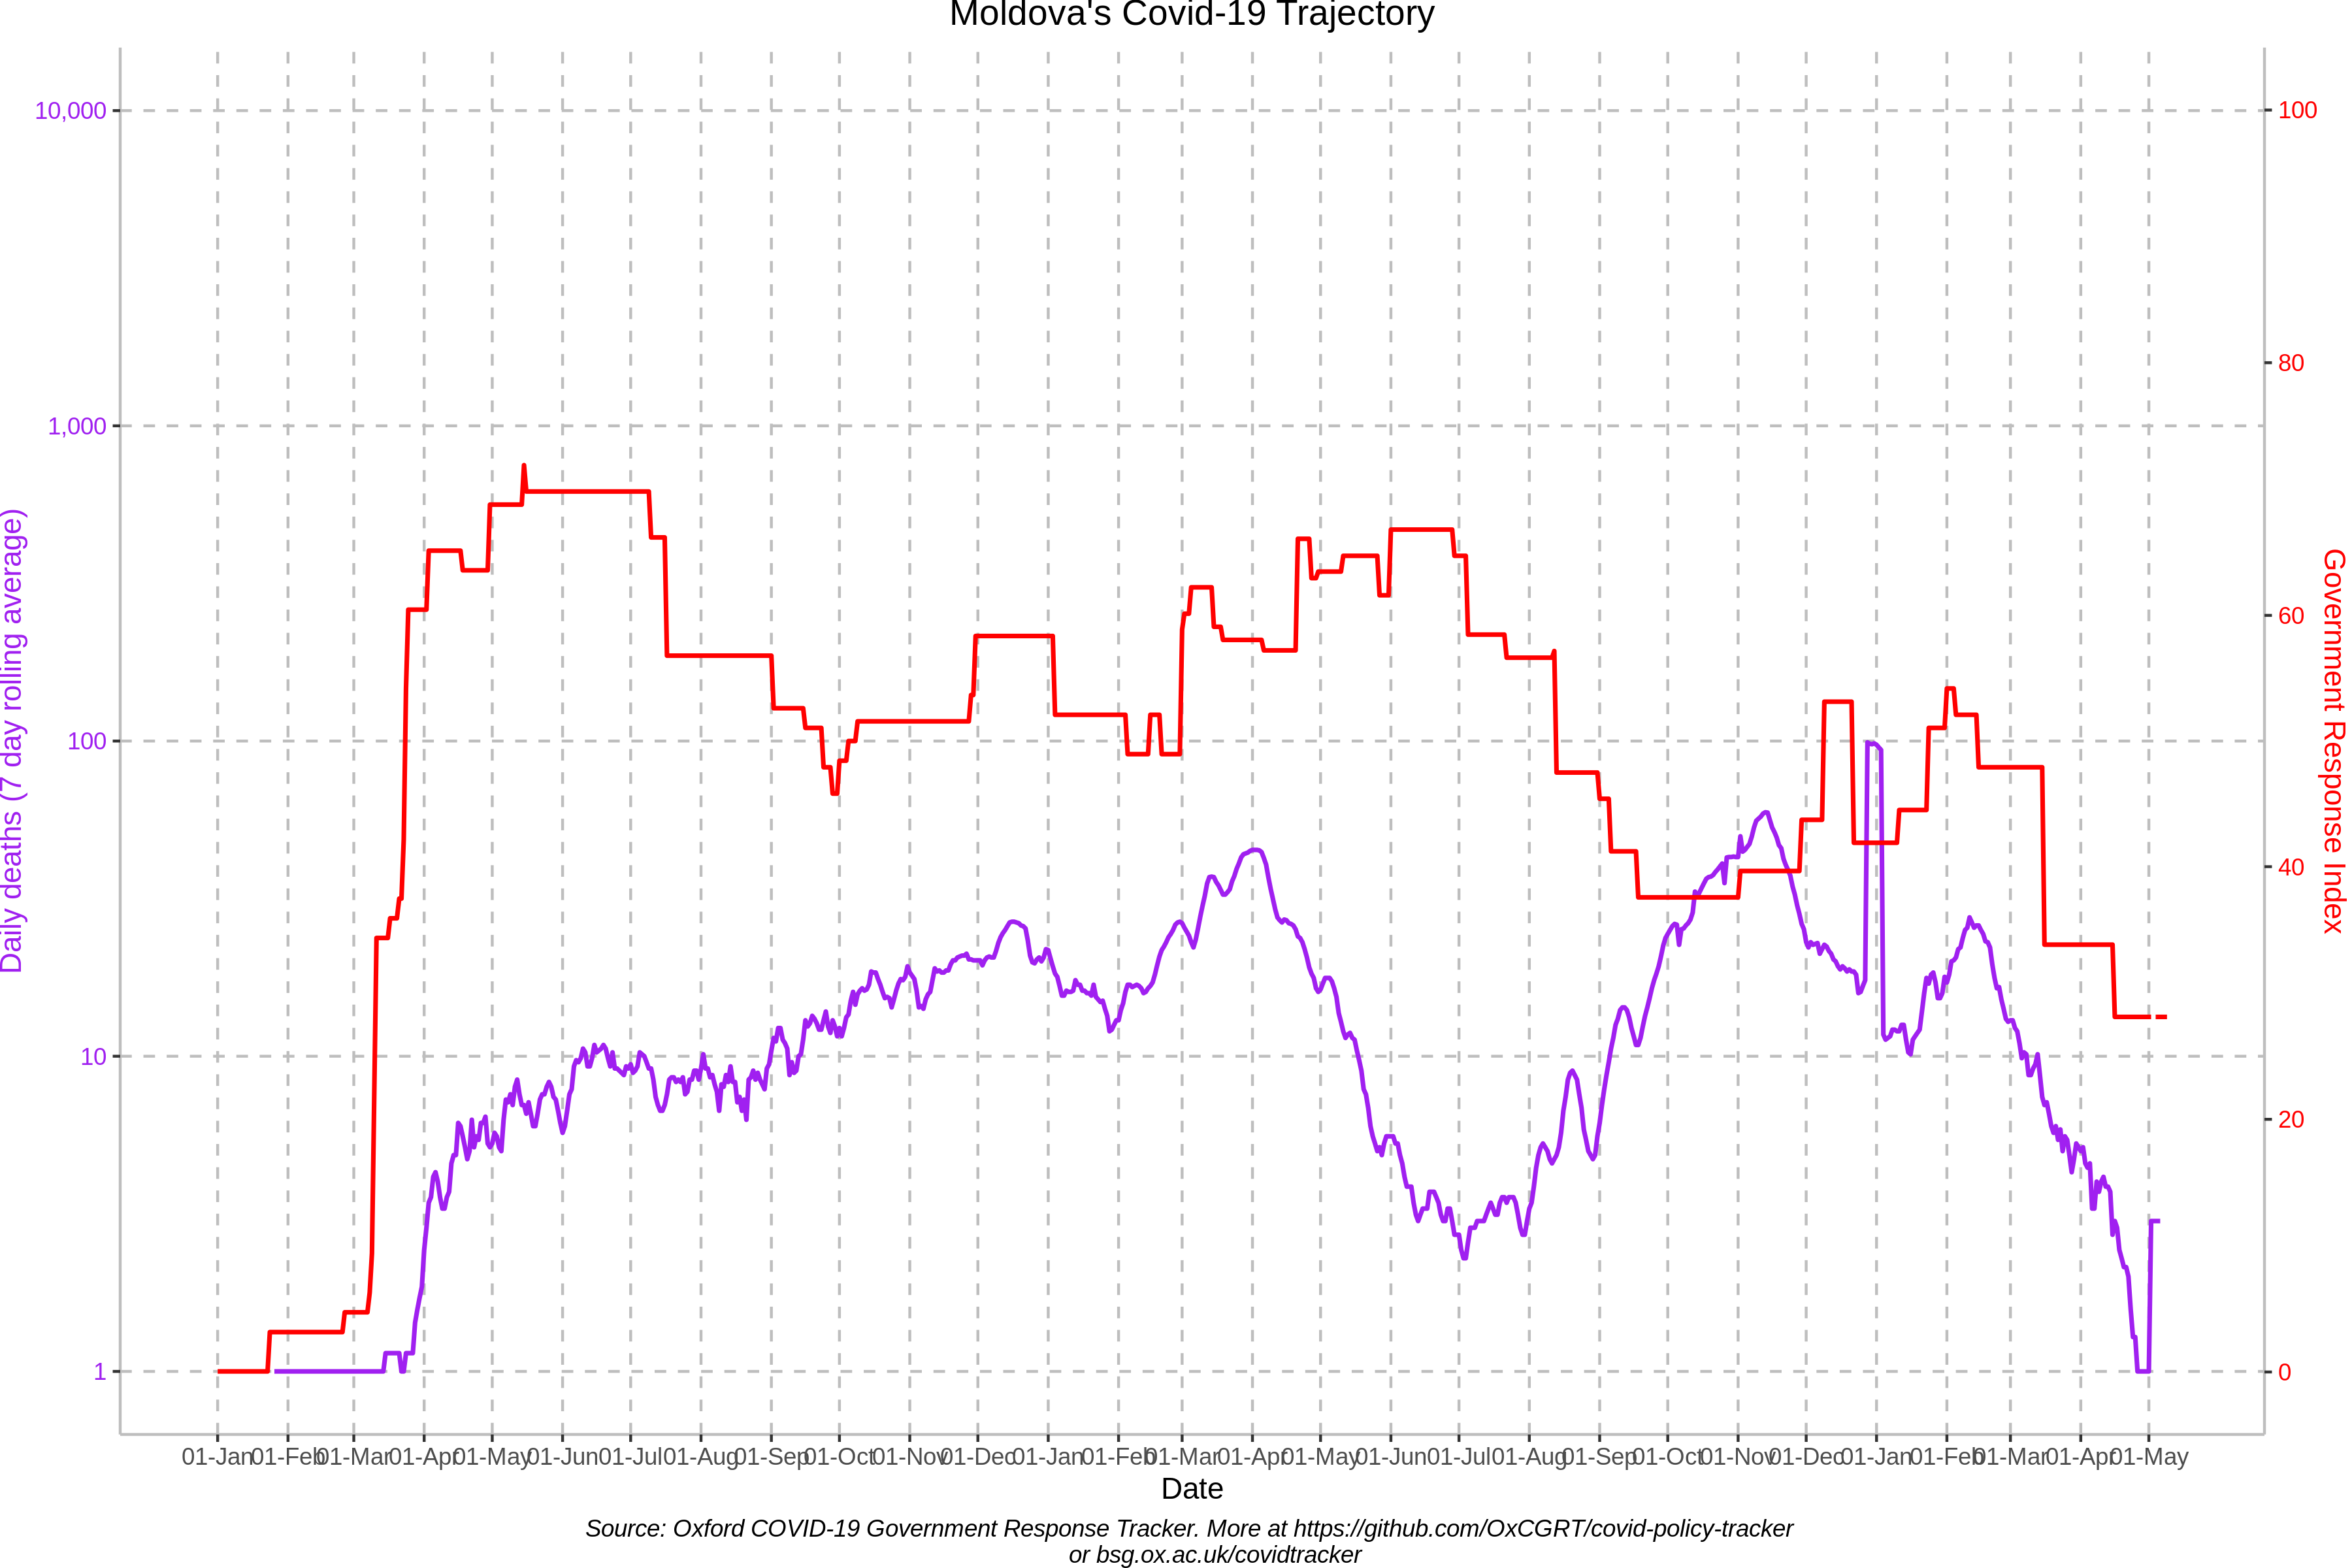 Moldova's Covid-19 Trajectory
10,000
1,000
100
10
1
Daily deaths (7 day rolling average)
100
80
60
40
20
0
Government Response Index
01-Jan 01-Feb 01-Mar 01-Apr 01-May 01-Jun 01-Jul 01-Aug 01-Sep 01-Oct 01-Nov 01-Dec 01-Jan 01-Feb 01-Mar 01-Apr 01-May 01-Jun 01-Jul 01-Aug 01-Sep 01-Oct 01-Nov 01-Dec 01-Jan 01-Feb 01-Mar 01-Apr 01-May
Date
Source: Oxford COVID-19 Government Response Tracker. More at https://github.com/OxCGRT/covid-policy-tracker
or bsg.ox.ac.uk/covidtracker